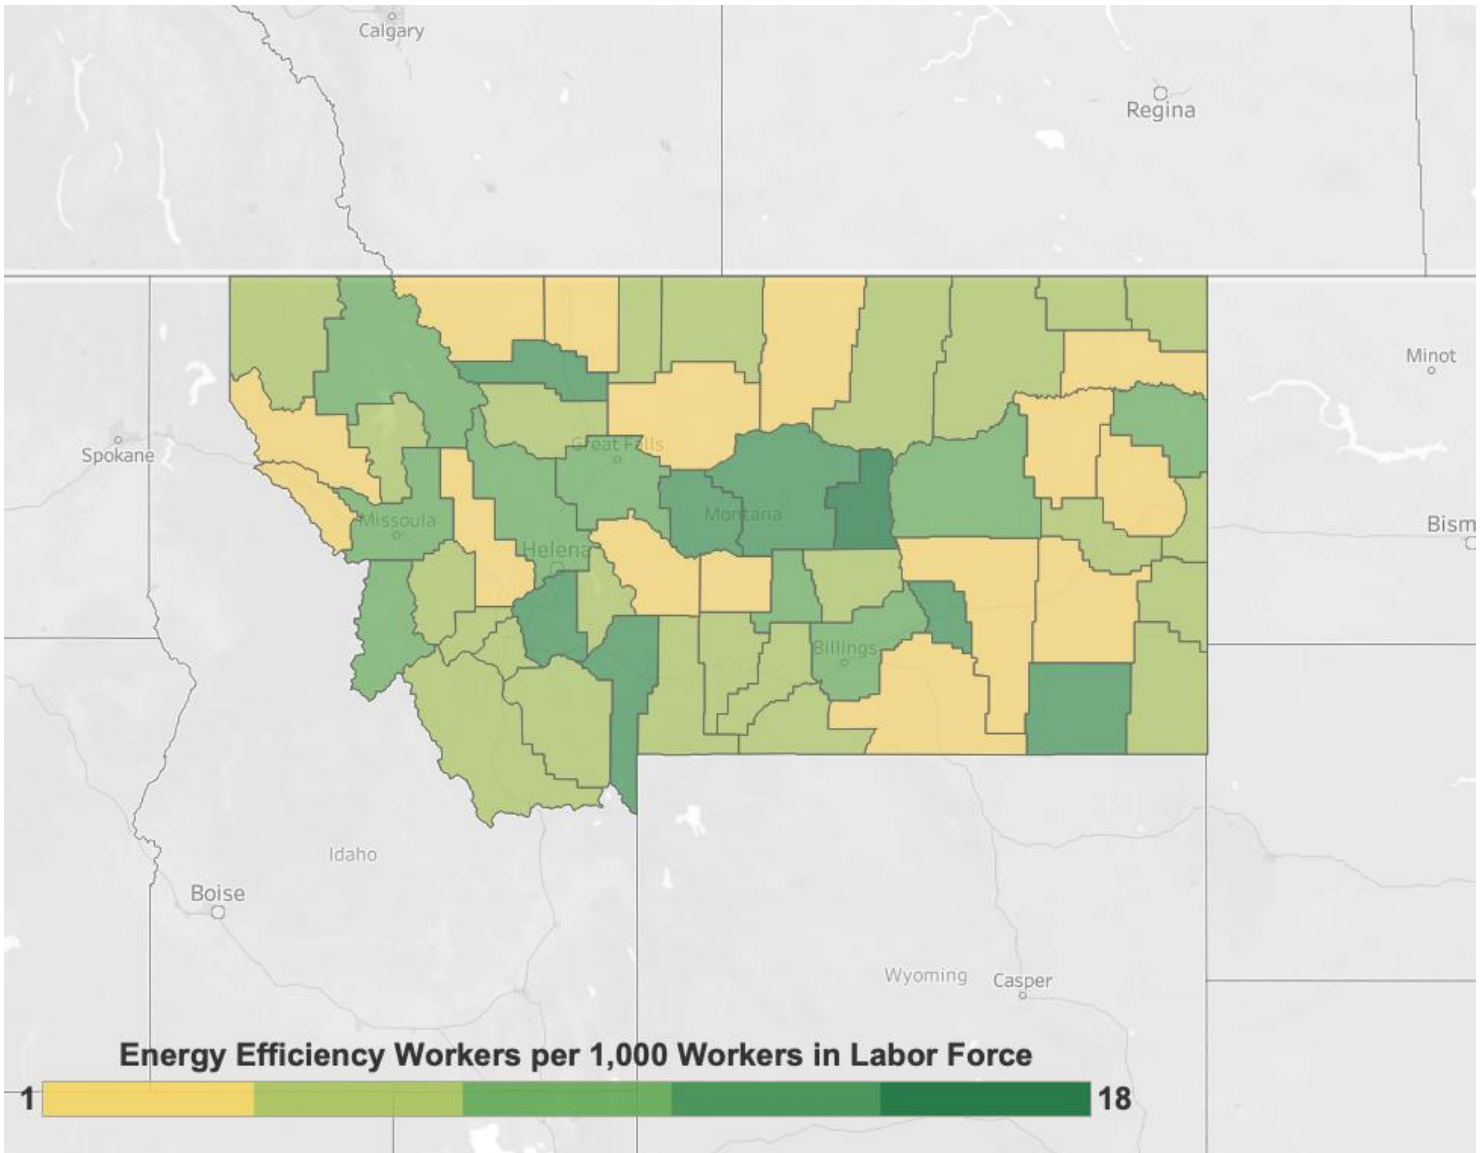 Calgary
Regina
Minot
Spokane
Great Falls
Missoula
Montana
Bism
Helena
Billings
Idaho
Boise
Wyoming
Casper
Energy Efficiency Workers per 1,000 Workers in Labor Force
1
18